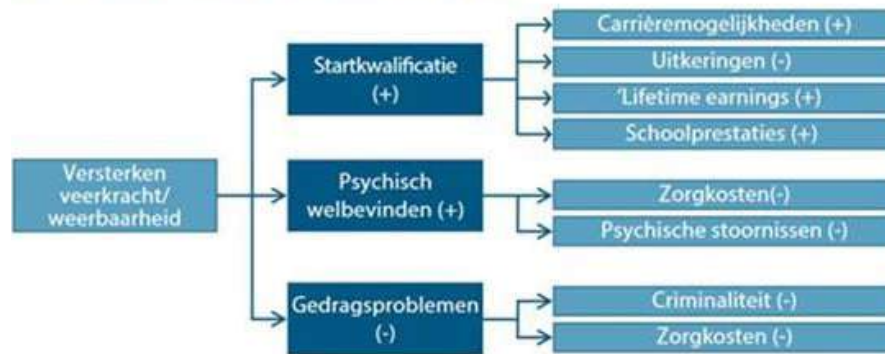 Versterken
veerkracht/
weerbaarheid
Startkwalificatie
(+)
Carrièremogelijkheden (+)
Uitkeringen (-)
'Lifetime earnings (+)
Schoolprestaties (+)
Psychisch
welbevinden (+)
Zorgkosten(-)
Psychische stoornissen (-)
Gedragsproblemen
(-)
Criminaliteit (-)
Zorgkosten (-)